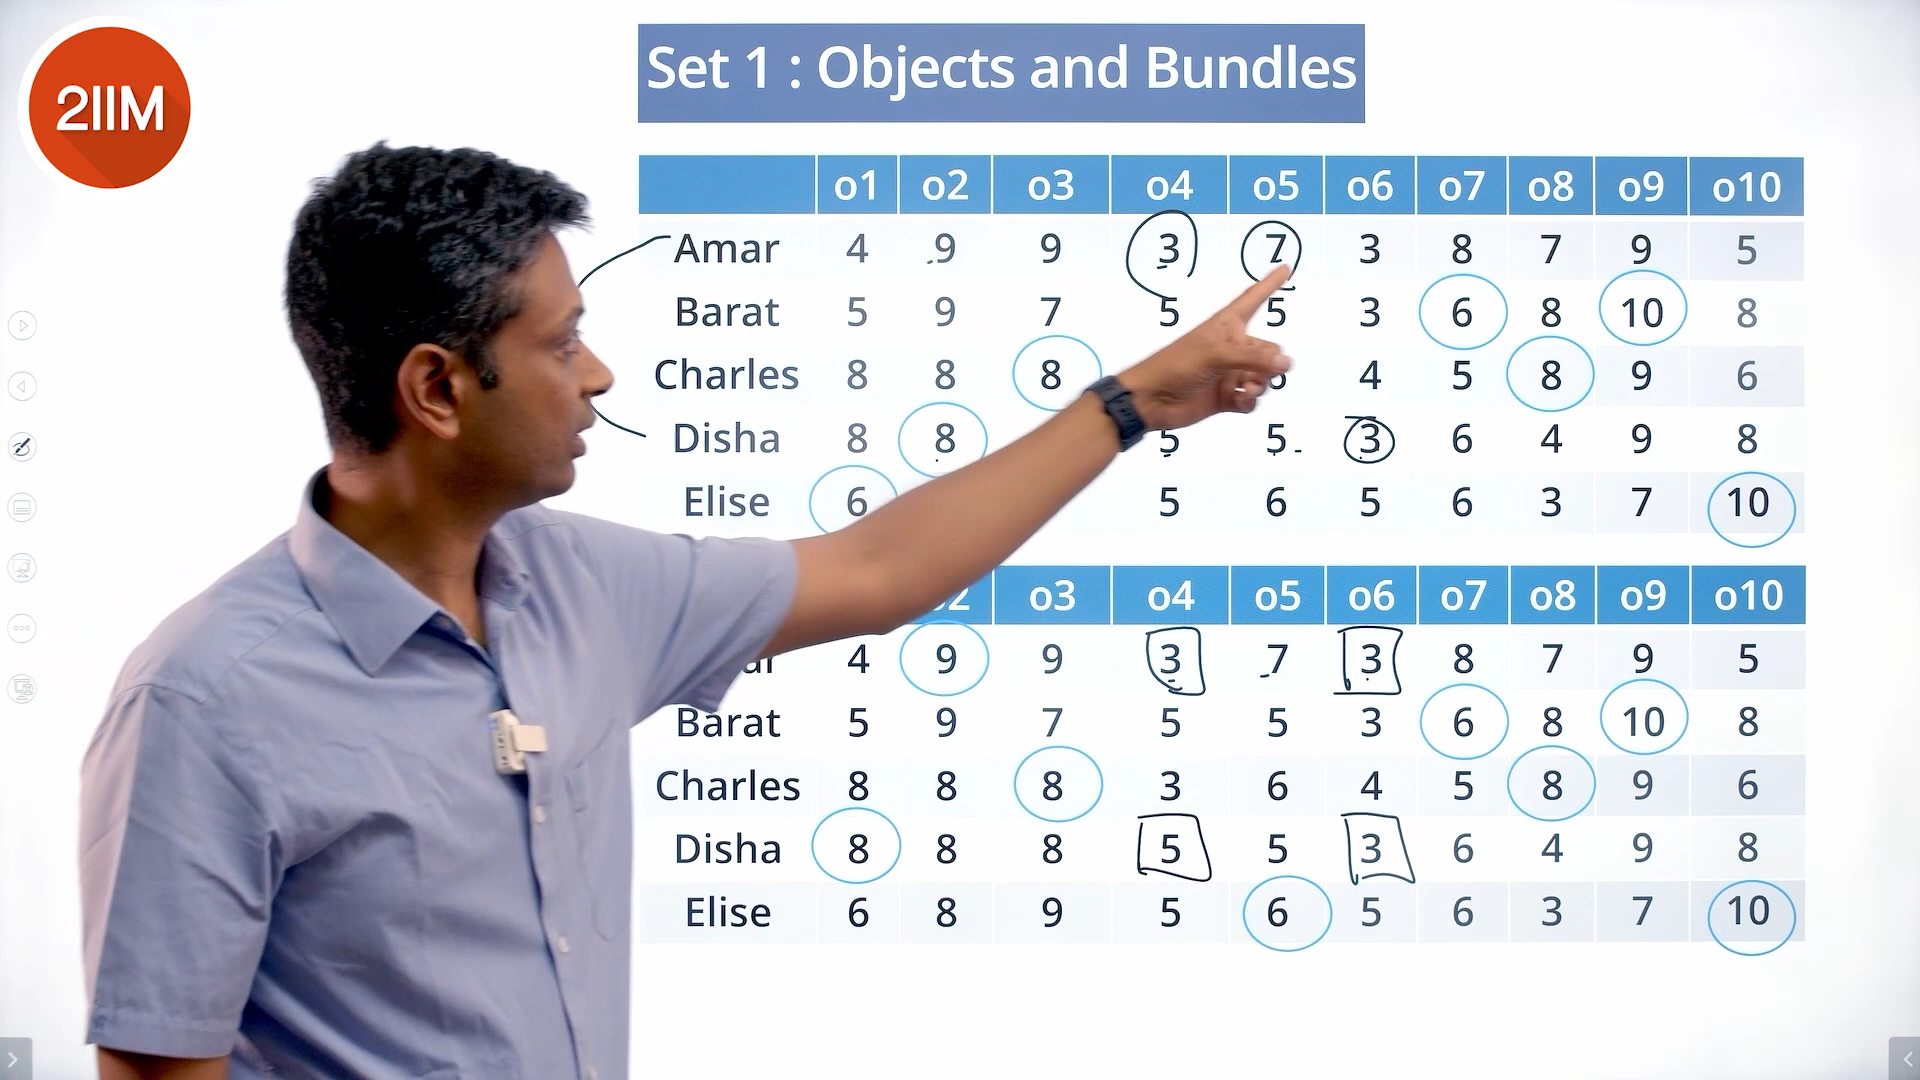 2IIM
Set 1 : Objects and Bundles
o1 o2 o3 o4 o5 o6 o7 o8 o9 o10
Amar 4 9 9 3 7 3 8 7 9 5
Barat 5 9 7 5 5 3 6 8 10 8
Charles 8 8 8 4 5 8 9 6
Disha 8 8 5 5 3 6 4 9 8
Elise 6 5 6 5 6 3 7 10
o3 o4 o5 o6 o7 o8 o9 o10
4 9 9 3 7 3 8 7 9 5
Barat 5 9 7 5 5 3 6 8 10 8
Charles 8 8 8 3 6 4 5 8 9 6
Disha 8 8 8 5 5 3 6 4 9 8
Elise 6 8 9 5 6 5 6 3 7 10